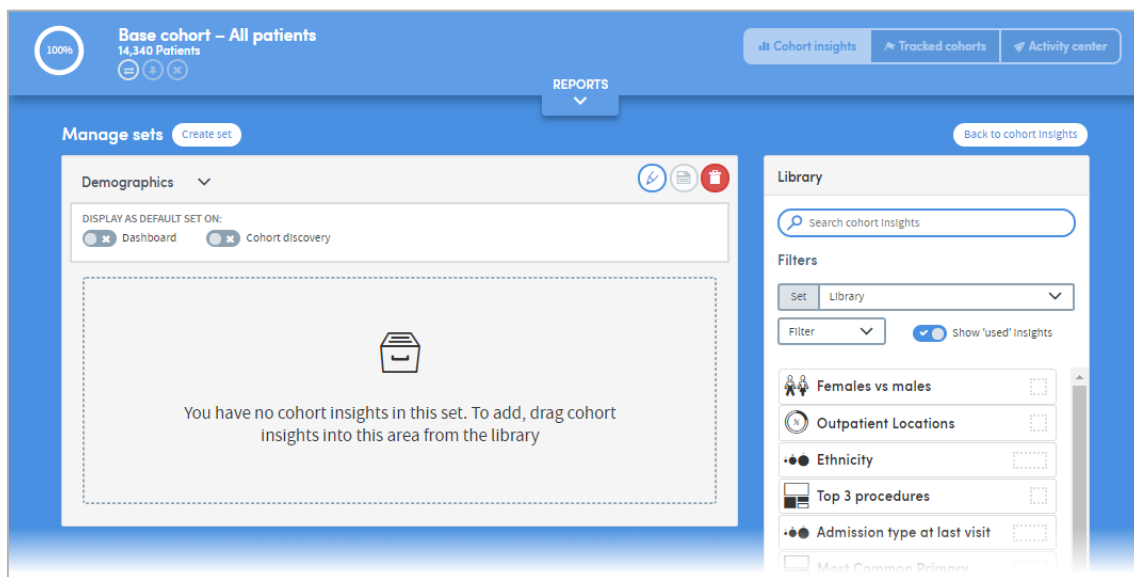 100%
Base cohort – All patients
14,340 Patients
Cohort insights
Tracked cohorts
Activity center
REPORTS
Manage sets
Create set
Back to cohort insights
Demographics
DISPLAY AS DEFAULT SET ON:
Dashboard
Cohort discovery
You have no cohort insights in this set. To add, drag cohort
insights into this area from the library
Library
Search cohort insights
Filters
Set
Library
Filter
Show 'used' insights
Females vs males
Outpatient Locations
Ethnicity
Top 3 procedures
Admission type at last visit
Most Common Primary